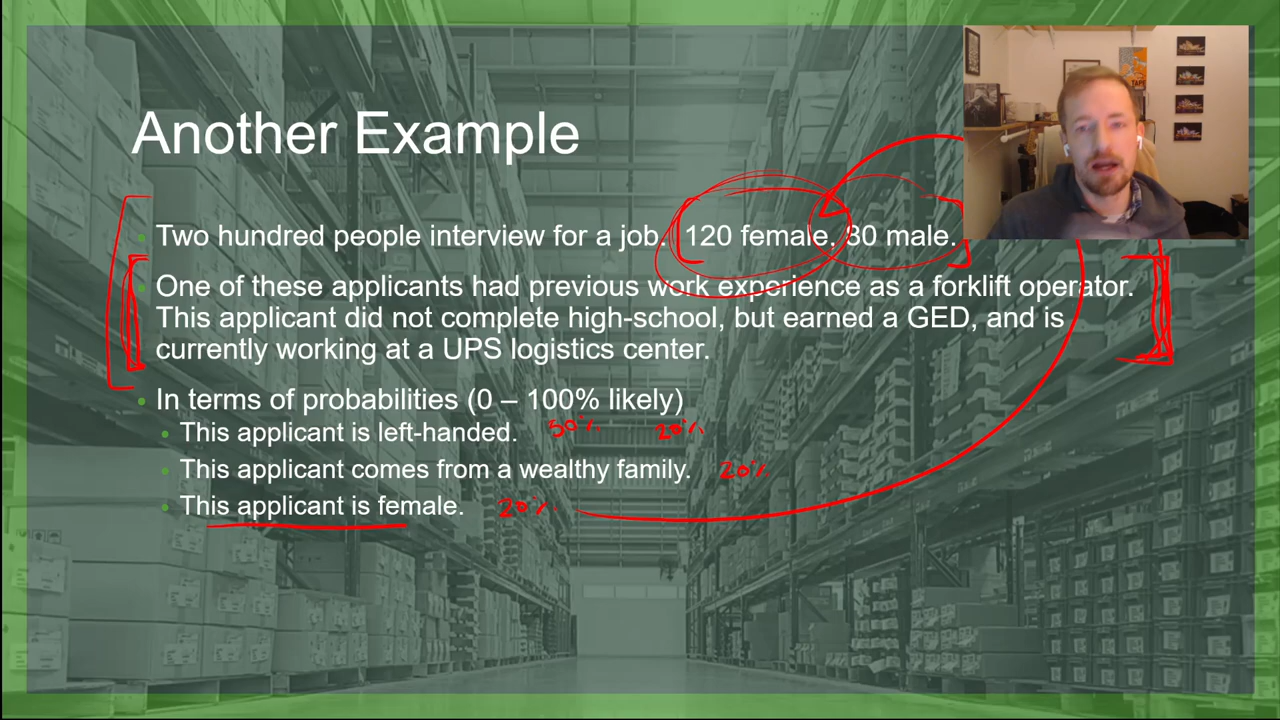 Another Example
Two hundred people interview for a job. 120 female, 80 male.
One of these applicants had previous work experience as a forklift operator.
This applicant did not complete high-school, but earned a GED, and is
currently working at a UPS logistics center.
In terms of probabilities (0 – 100% likely)
This applicant is left-handed. 20%
This applicant comes from a wealthy family. 20%
This applicant is female. 20%